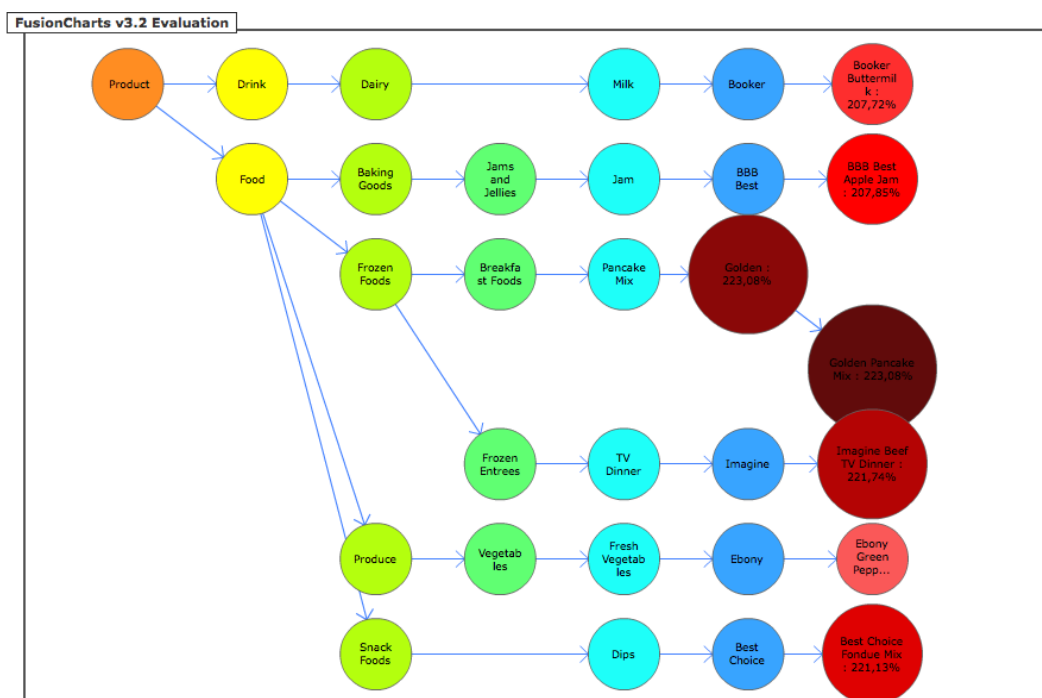 FusionCharts v3.2 Evaluation
Product
Drink
Dairy
Milk
Booker
Booker
Buttermil
k :
207,72%
Food
Baking
Goods
Jams
and
Jellies
Jam
BBB
Best
BBB Best
Apple Jam
: 207,85%
Frozen
Foods
Breakfa
st Foods
Pancake
Mix
Golden :
223,08%
Golden Pancake
Mix : 223,08%
Frozen
Entrees
TV
Dinner
Imagine
Imagine Beef
TV Dinner :
221,74%
Produce
Vegetab
les
Fresh
Vegetab
les
Ebony
Ebony
Green
Pepp...
Snack
Foods
Dips
Best
Choice
Best Choice
Fondue Mix
: 221,13%